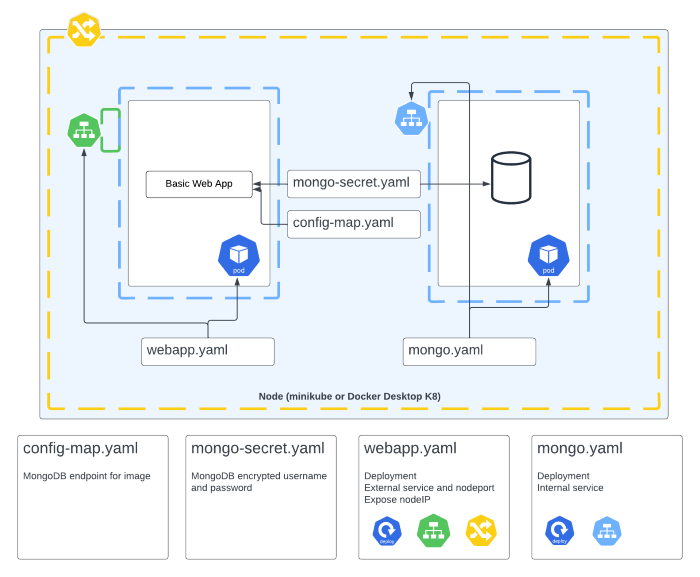 Basic Web App
mongo-secret.yaml
config-map.yaml
pod
pod
webapp.yaml
mongo.yaml
Node (minikube or Docker Desktop K8)
config-map.yaml
MongoDB endpoint for image
mongo-secret.yaml
MongoDB encrypted username
and password
webapp.yaml
Deployment
External service and nodeport
Expose nodeIP
deploy
mongo.yaml
Deployment
Internal service
deploy